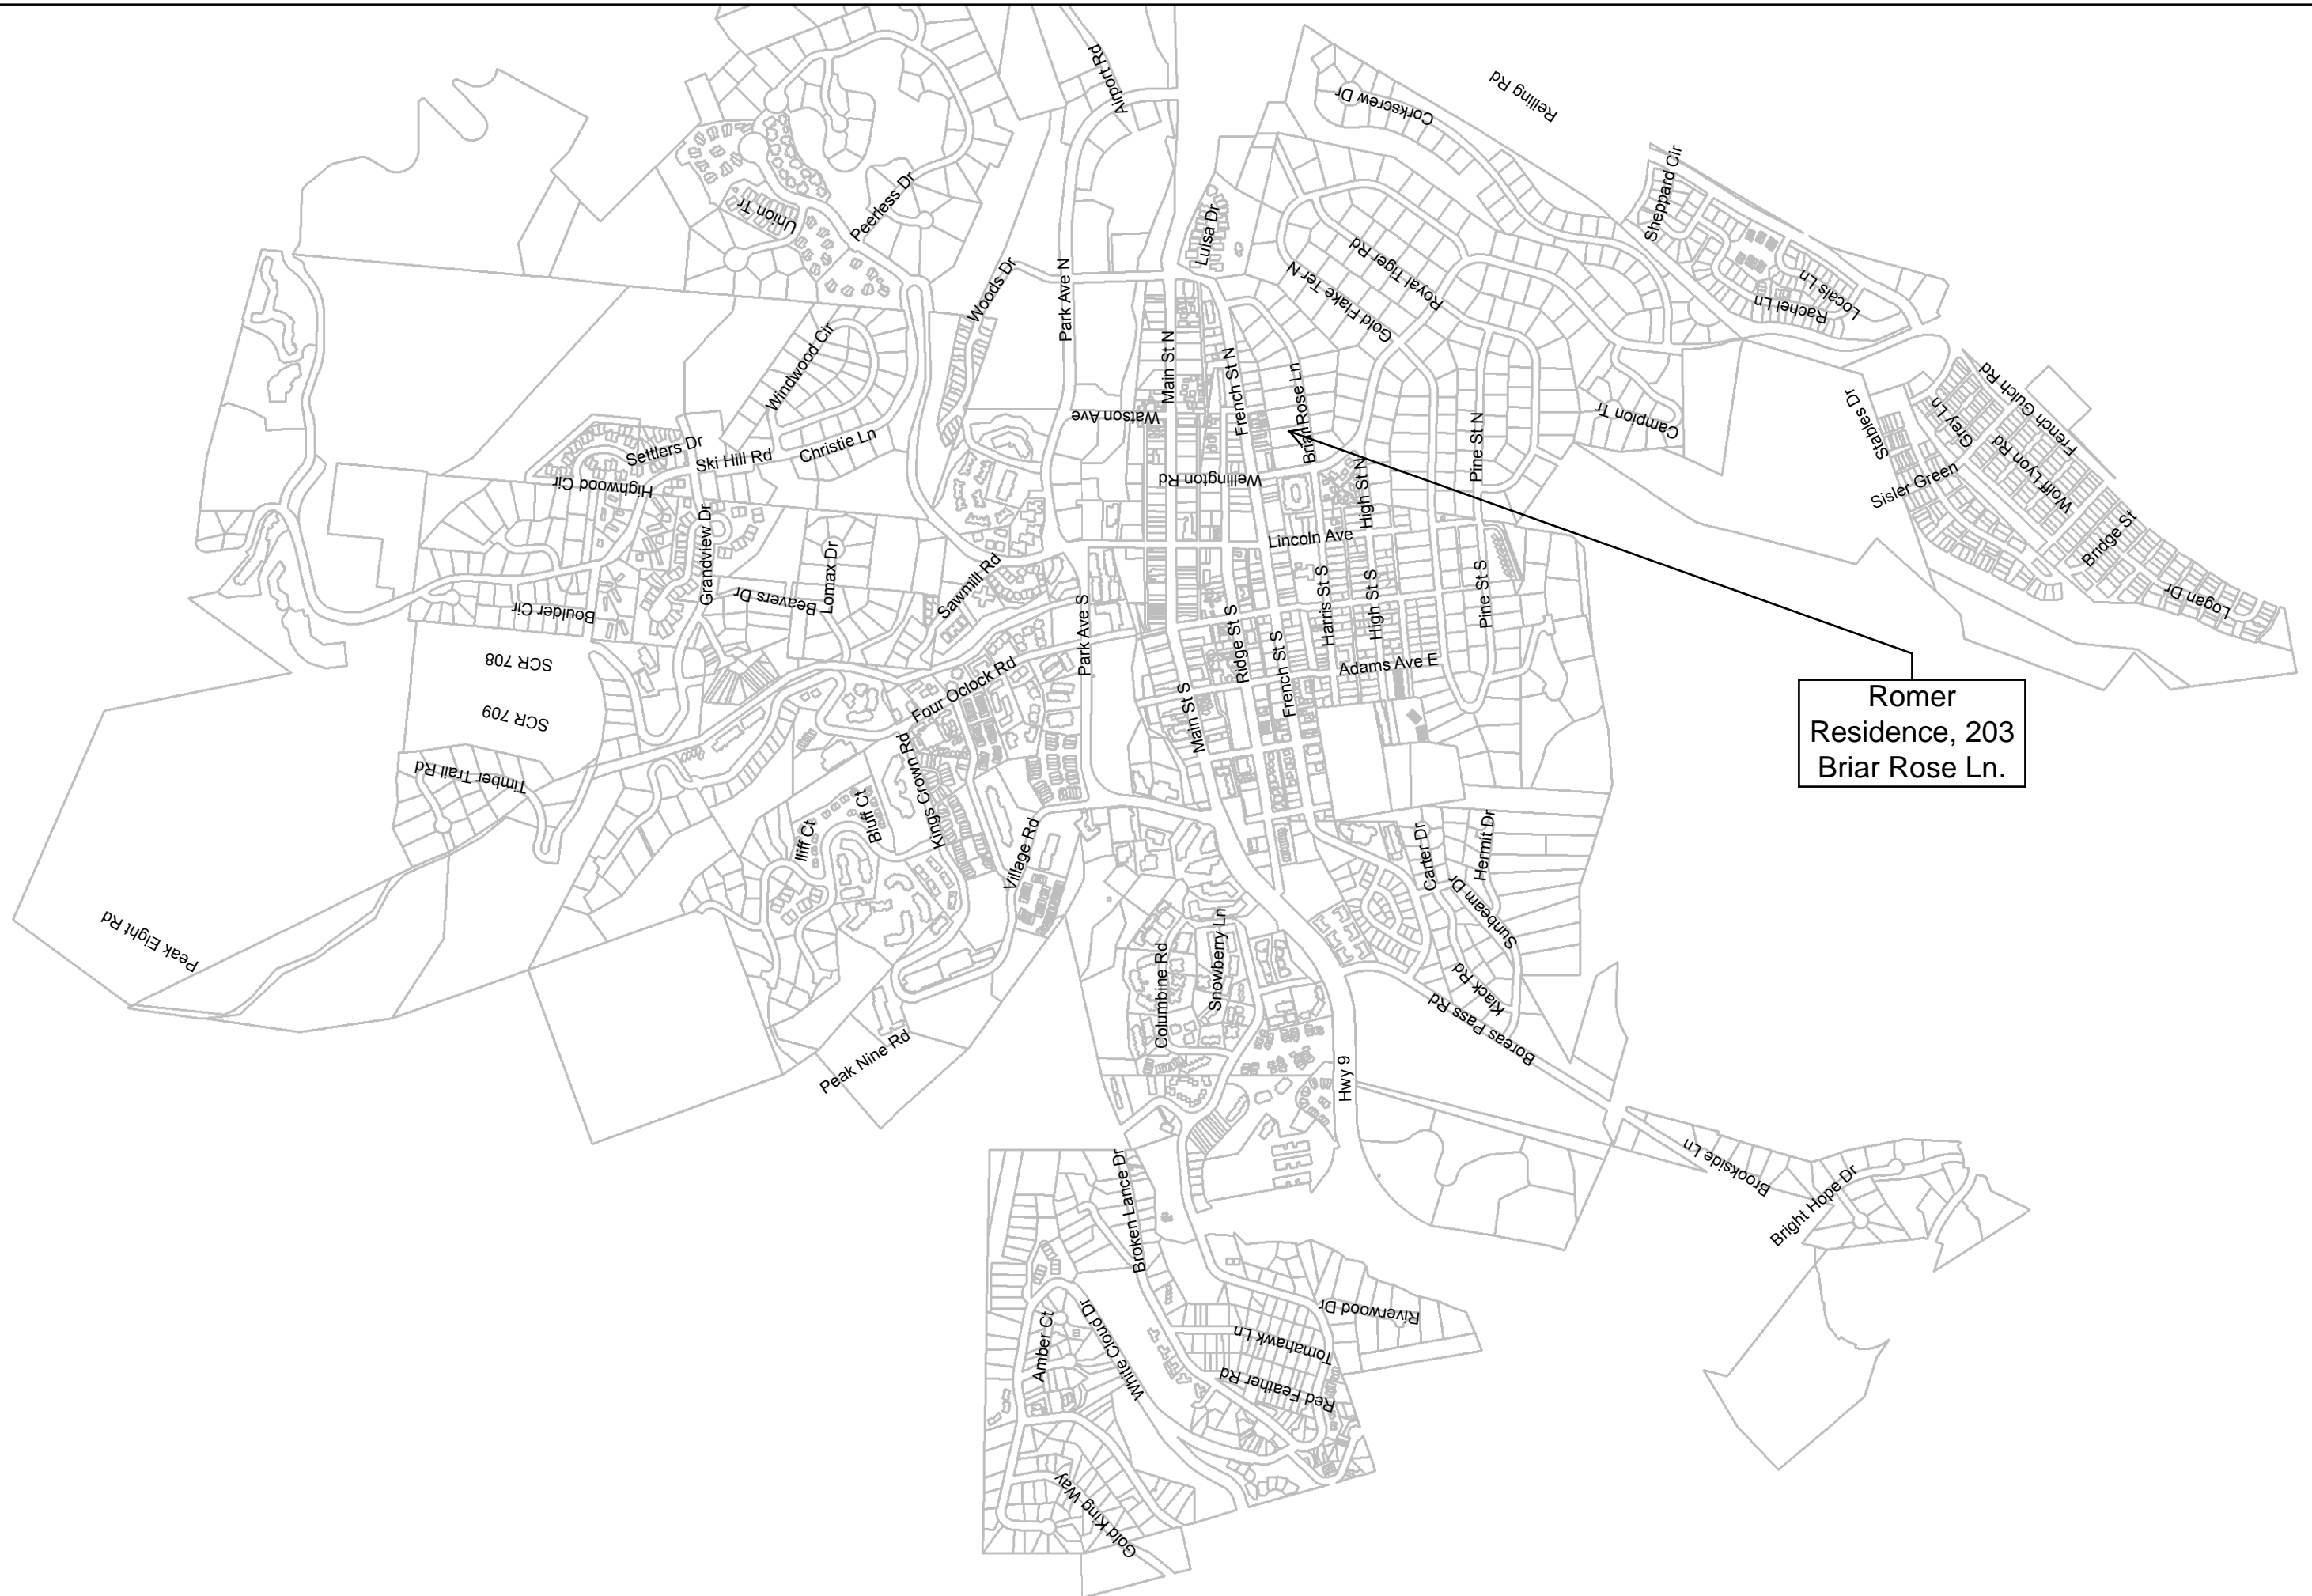 Airport Rd
Reiling Rd
Corkscrew Dr
Sheppard Cir
Peerless Dr
Union Tr
Luisa Dr
Royal Tiger Rd
Gold Flake Ter N
Woods Dr
Park Ave N
Locals Ln
Rachel Ln
Windwood Cir
Main St N
French St N
Briar Rose Ln
French Gulch Rd
Watson Ave
Campion Tr
Stables Dr
Grey Ln
Settlers Dr
Ski Hill Rd
Christie Ln
Pine St N
Wolff Lyon Rd
Highwood Cir
Wellington Rd
High St N
Sisler Green
Grandview Dr
Lincoln Ave
Bridge St
Lomax Dr
Beavers Dr
Sawmill Rd
Boulder Cir
Harris St S
High St S
Pine St S
Logan Dr
Park Ave S
Ridge St S
SCR 708
Four Oclock Rd
French St S
Adams Ave E
SCR 709
Main St S
Romer
Residence, 203
Briar Rose Ln.
Timber Trail Rd
Kings Crown Rd
Bluff Ct
Iliff Ct
Village Rd
Carter Dr
Hermit Dr
Sunbeam Dr
Peak Eight Rd
Columbine Rd
Snowberry Ln
Klack Rd
Boreas Pass Rd
Peak Nine Rd
Hwy 9
Brookside Ln
Bright Hope Dr
Broken Lance Dr
Riverwood Dr
Amber Ct
White Cloud Dr
Tomahawk Ln
Red Feather Rd
Gold King Way